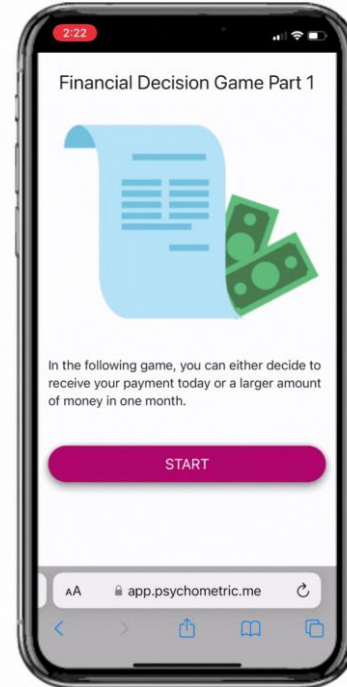 2:22
Financial Decision Game Part 1
In the following game, you can either decide to
receive your payment today or a larger amount
of money in one month.
START
AA app.psychometric.me